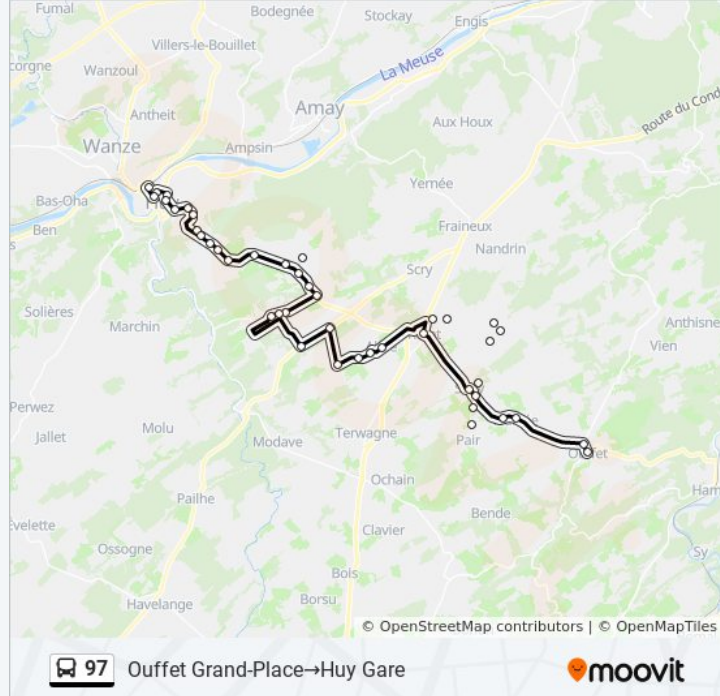 Fumal
Bodegnée
Stockay
Engis
Villers-le-Bouillet
corgne
Wanzoul
La Meuse
Antheit
Amay
Route du Cond
Aux Houx
Wanze
Ampsin
Yernée
Bas-Oha
H
Fraineux
Ben
Nandrin
s
Scry
Solières
Marchin
Anthisne
Vien
Perwez
Molu
Terwagne
Jallet
Modave
Pair
Ouffet
Ochain
Ham
Pailhe
Bende
Évelette
Clavier
Ossogne
Sy
Bois
Havelange
Borsu
© OpenStreetMap contributors | © OpenMapTiles
97 Ouffet Grand-Place→Huy Gare
moovit